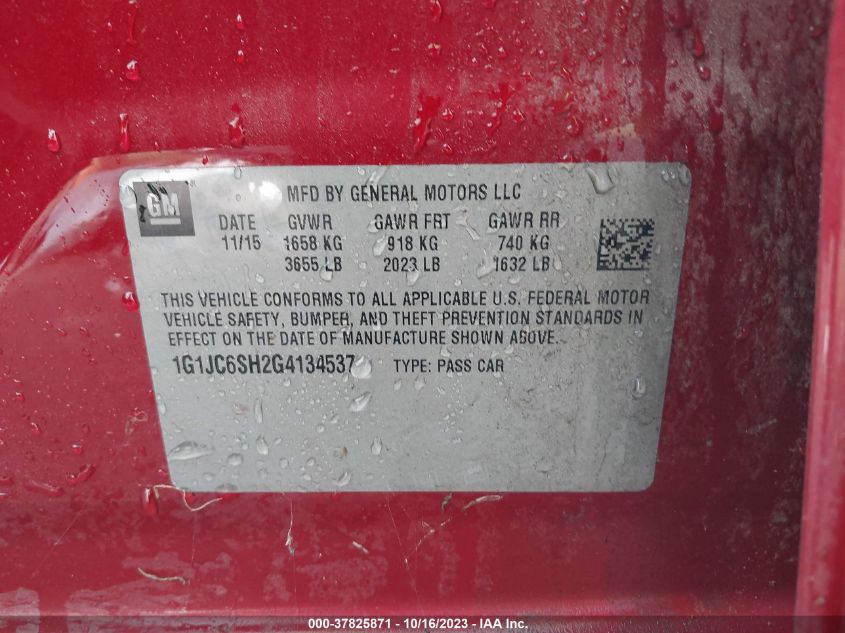 GM
MFD BY GENERAL MOTORS LLC
DATE GVWR GAWR FRT GAWR RR
11/15 1658 KG 918 KG 740 KG
3655 LB 2023 LB 1632 LB
THIS VEHICLE CONFORMS TO ALL APPLICABLE U.S. FEDERAL MOTOR
VEHICLE SAFETY, BUMPER, AND THEFT PREVENTION STANDARDS IN
EFFECT ON THE DATE OF MANUFACTURE SHOWN ABOVE.
1G1JC6SH2G4134537 TYPE: PASS CAR
000-37825871 - 10/16/2023 - IAA Inc.